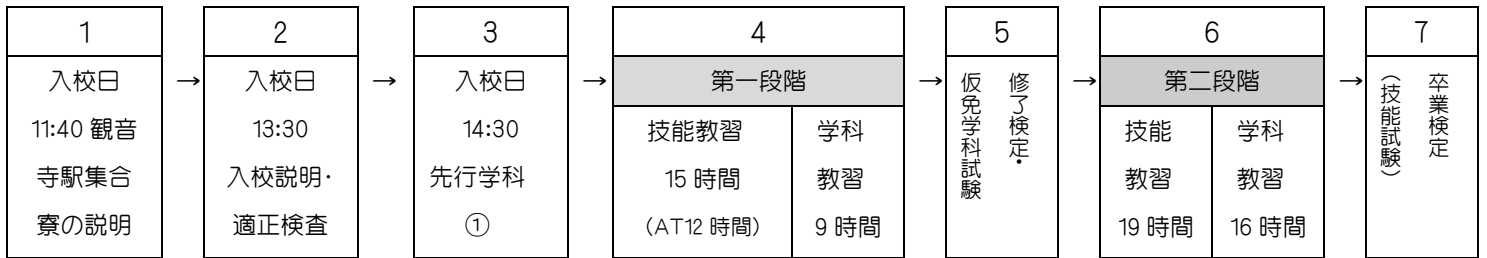 1
入校日
11:40 観音
寺駅集合
寮の説明
→
2
入校日
13:30
入校説明・
適正検査
→
3
入校日
14:30
先行学科
①
→
4
第一段階
技能教習
15 時間
(AT12 時間)
学科
教習
9 時間
→
5
修了検定・
仮免学科試験
→
6
第二段階
技能
教習
19 時間
学科
教習
16 時間
→
7
卒業検定
(技能試験)